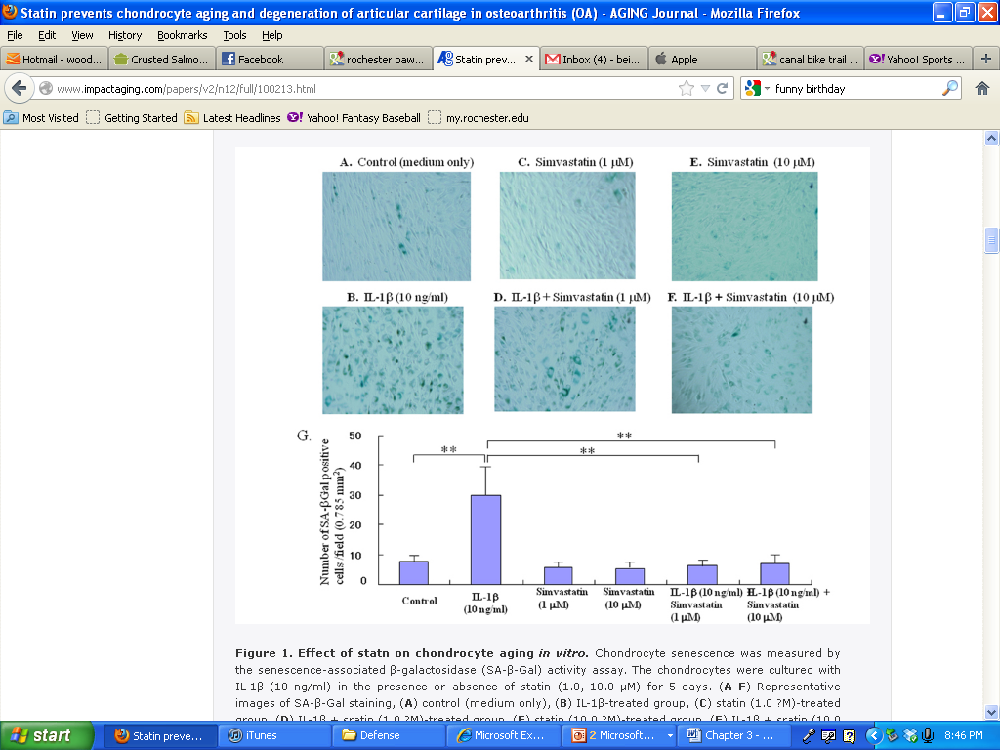 Statin prevents chondrocyte aging and degeneration of articular cartilage in osteoarthritis (OA) - AGING Journal - Mozilla Firefox
File Edit View History Bookmarks Tools Help
Hotmail - wood... Crusted Salmo... Facebook rochester paw... Statin prev... Inbox (4) - bei... Apple canal bike trail ... Yahoo! Sports ...
www.impactaging.com/papers/v2/n12/full/100213.html funny birthday
Most Visited Getting Started Latest Headlines Yahoo! Fantasy Baseball my.rochester.edu
A. Control (medium only) C. Simvastatin (1 μM) E. Simvastatin (10 μM)
B. IL-1β (10 ng/ml) D. IL-1β + Simvastatin (1 μM) F. IL-1β + Simvastatin (10 μM)
G.
Number of SA-βGal positive
cells /field (0.785 mm²)
50
40
30
20
10
0
** ** **
Control
IL-1β
(10 ng/ml)
Simvastatin
(1 μM)
Simvastatin
(10 μM)
IL-1β (10 ng/ml)
Simvastatin
(1 μM)
IL-1β (10 ng/ml) +
Simvastatin
(10 μM)
Figure 1. Effect of statn on chondrocyte aging in vitro. Chondrocyte senescence was measured by
the senescence-associated β-galactosidase (SA-β-Gal) activity assay. The chondrocytes were cultured with
IL-1β (10 ng/ml) in the presence or absence of statin (1.0, 10.0 μM) for 5 days. (A-F) Representative
images of SA-β-Gal staining, (A) control (medium only), (B) IL-1β-treated group, (C) statin (1.0 ?M)-treated
group, (D) IL-1β + sratin (1.0 ?M)-treated group, (E) statin (10.0 ?M)-treated group, (F) IL-1β + sratin (10.0
start Statin preve... iTunes Defense Microsoft Ex... 2 Microsoft... Chapter 3 - ... 8:46 PM